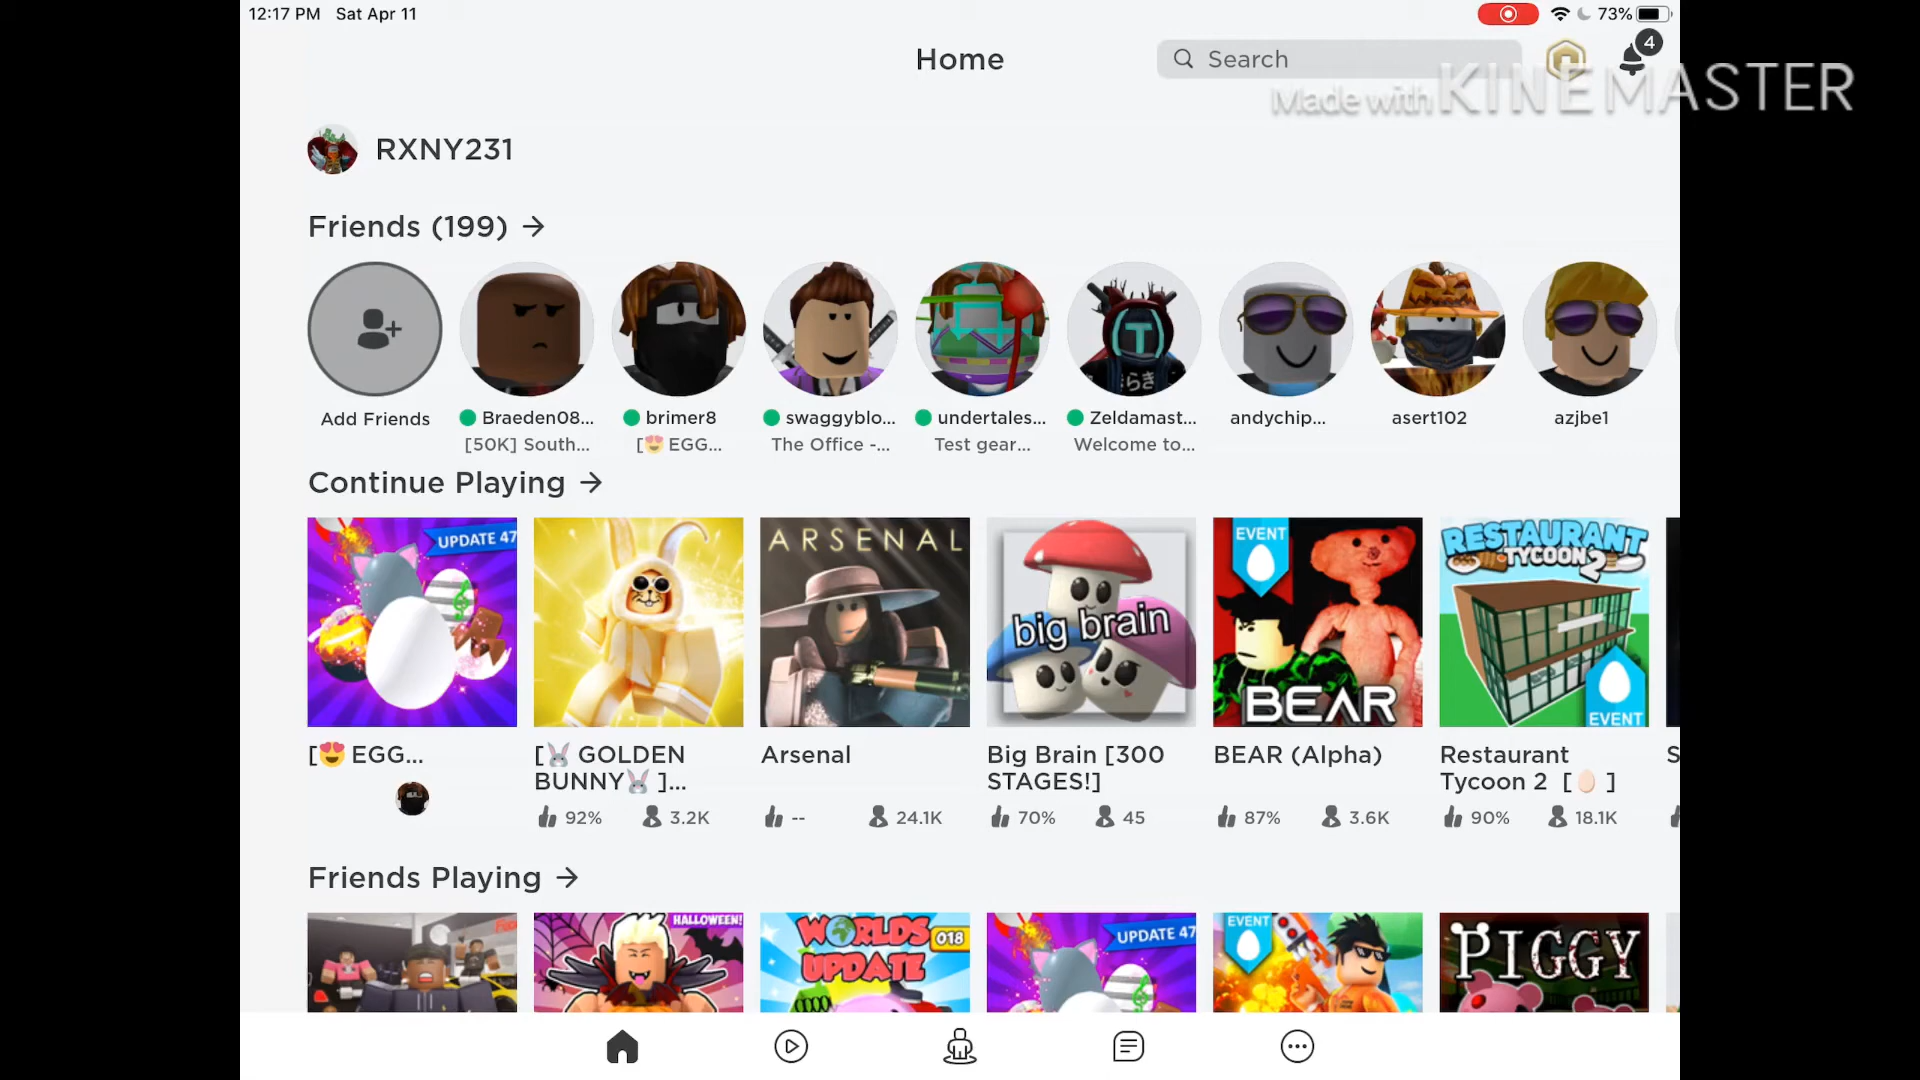 12:17 PM Sat Apr 11
73%
Home
Search
4
Made with KINEMASTER
RXNY231
Friends (199) →
Add Friends
Braeden08...
brimer8
swaggyblo...
undertales...
Zeldamast...
andychip...
asert102
azjbe1
[50K] South...
[😍 EGG...
The Office -...
Test gear...
Welcome to...
Continue Playing →
UPDATE 47
ARSENAL
big brain
EVENT
BEAR
RESTAURANT
TYCOON 2
EVENT
[😍 EGG...
[🐰 GOLDEN
BUNNY🐰 ]...
Arsenal
Big Brain [300
STAGES!]
BEAR (Alpha)
Restaurant
Tycoon 2 [🥚 ]
S
92%
3.2K
--
24.1K
70%
45
87%
3.6K
90%
18.1K
Friends Playing →
HALLOWEEN!
WORLDS
UPDATE
018
UPDATE 47
EVENT
PIGGY